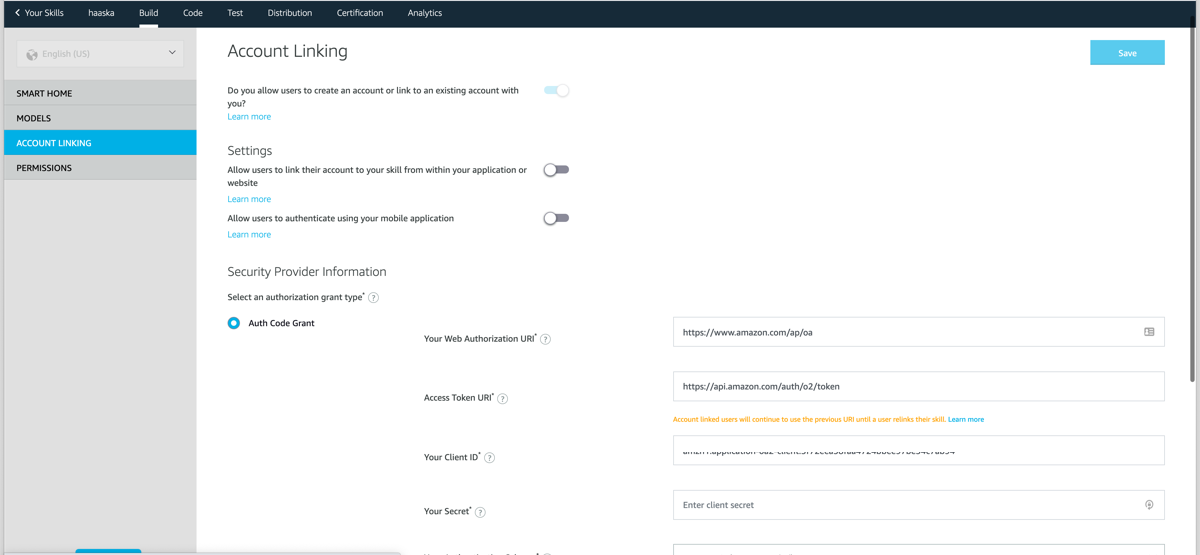 Your Skills haaska Build Code Test Distribution Certification Analytics
English (US)
SMART HOME
MODELS
ACCOUNT LINKING
PERMISSIONS
Account Linking
Save
Do you allow users to create an account or link to an existing account with
you?
Learn more
Settings
Allow users to link their account to your skill from within your application or
website
Learn more
Allow users to authenticate using your mobile application
Learn more
Security Provider Information
Select an authorization grant type* ?
Auth Code Grant
Your Web Authorization URI* ?
https://www.amazon.com/ap/oa
Access Token URI* ?
https://api.amazon.com/auth/o2/token
Account linked users will continue to use the previous URI until a user relinks their skill. Learn more
Your Client ID* ?
Your Secret* ?
Enter client secret